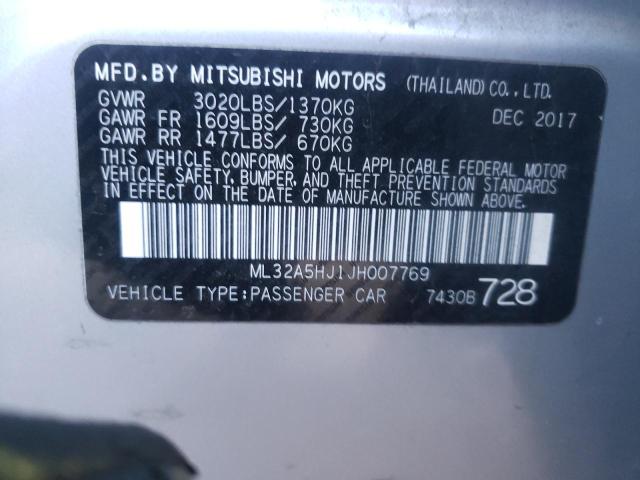 MFD.BY MITSUBISHI MOTORS (THAILAND)CO.,LTD.
GVWR 3020LBS/1370KG DEC 2017
GAWR FR 1609LBS/ 730KG
GAWR RR 1477LBS/ 670KG
THIS VEHICLE CONFORMS TO ALL APPLICABLE FEDERAL MOTOR
VEHICLE SAFETY, BUMPER, AND THEFT PREVENTION STANDARDS
IN EFFECT ON THE DATE OF MANUFACTURE SHOWN ABOVE.
ML32A5HJ1JH007769
VEHICLE TYPE:PASSENGER CAR 7430B 728